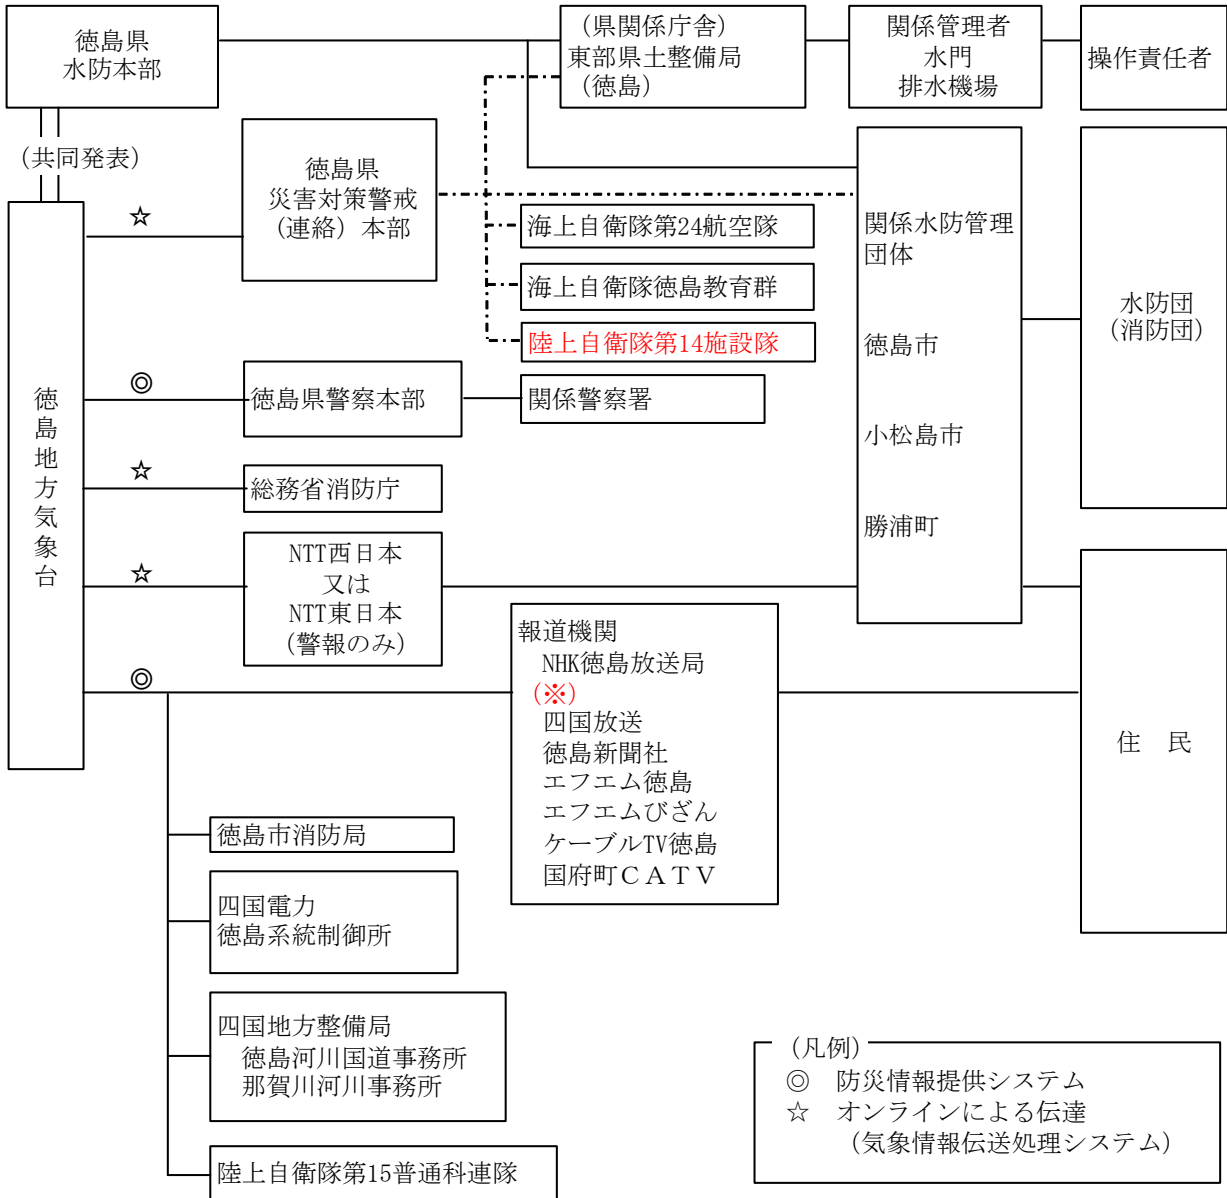 徳島県
水防本部
(県関係庁舎)
東部県土整備局
(徳島)
関係管理者
水門
排水機場
操作責任者
(共同発表)
徳島県
災害対策警戒
(連絡)本部
☆
海上自衛隊第24航空隊
海上自衛隊徳島教育群
陸上自衛隊第14施設隊
関係水防管理
団体
徳島市
小松島市
勝浦町
水防団
(消防団)
徳島地方気象台
◎
徳島県警察本部
関係警察署
☆
総務省消防庁
☆
NTT西日本
又は
NTT東日本
(警報のみ)
◎
報道機関
NHK徳島放送局
(※)
四国放送
徳島新聞社
エフエム徳島
エフエムびざん
ケーブルTV徳島
国府町CATV
住 民
徳島市消防局
四国電力
徳島系統制御所
四国地方整備局
徳島河川国道事務所
那賀川河川事務所
陸上自衛隊第15普通科連隊
(凡例)
◎ 防災情報提供システム
☆ オンラインによる伝達
(気象情報伝送処理システム)